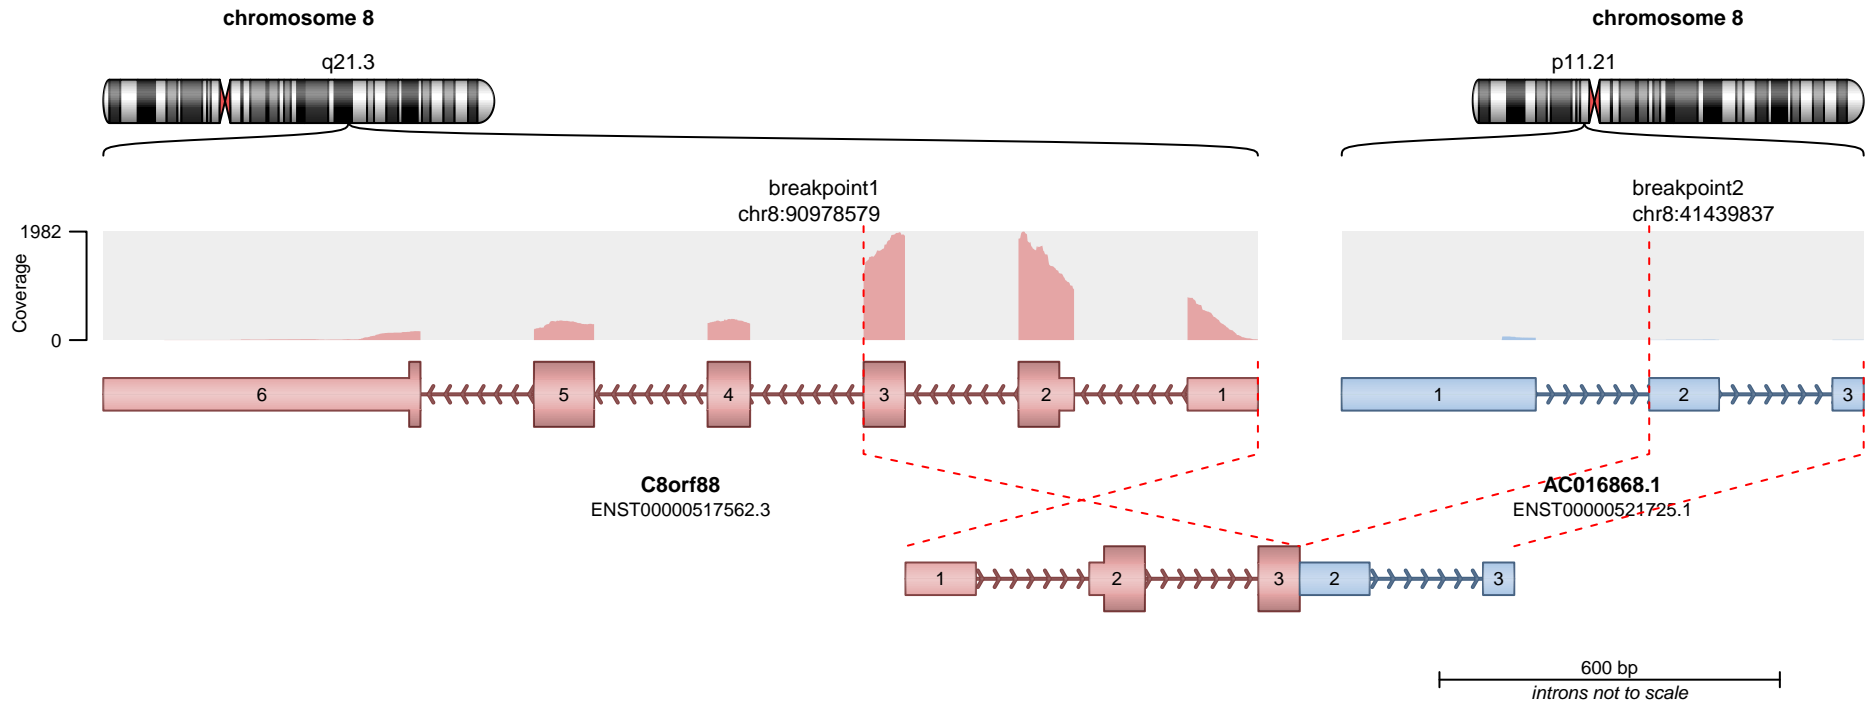 chromosome 8
chromosome 8
q21.3
p11.21
breakpoint1
chr8:90978579
breakpoint2
chr8:41439837
1982
Coverage
0
6
5
4
3
2
1
1
2
3
C8orf88
ENST00000517562.3
AC016868.1
ENST00000521725.1
1
2
3
2
3
600 bp
introns not to scale